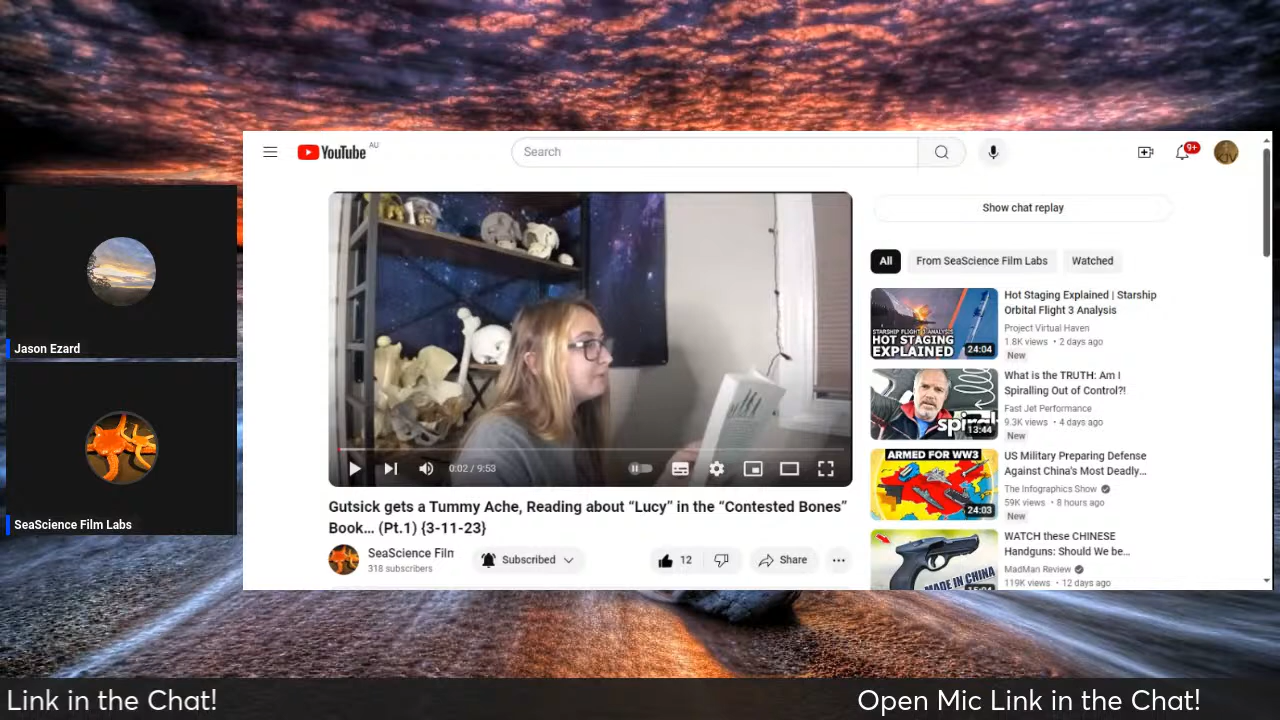 YouTube AU
Search
9+
Show chat replay
All
From SeaScience Film Labs
Watched
Jason Ezard
SeaScience Film Labs
0:02 / 9:53
Gutsick gets a Tummy Ache, Reading about “Lucy” in the “Contested Bones”
Book... (Pt.1) {3-11-23}
SeaScience Film
318 subscribers
Subscribed
12
Share
STARSHIP FLIGHT 3 ANALYSIS
HOT STAGING
EXPLAINED
24:04
Hot Staging Explained | Starship
Orbital Flight 3 Analysis
Project Virtual Haven
1.8K views • 2 days ago
New
spiral
13:44
What is the TRUTH: Am I
Spiralling Out of Control?!
Fast Jet Performance
9.3K views • 4 days ago
New
ARMED FOR WW3
24:03
US Military Preparing Defense
Against China's Most Deadly...
The Infographics Show
59K views • 8 hours ago
New
MADE IN CHINA
WATCH these CHINESE
Handguns: Should We be...
MadMan Review
119K views • 12 days ago
Link in the Chat!
Open Mic Link in the Chat!